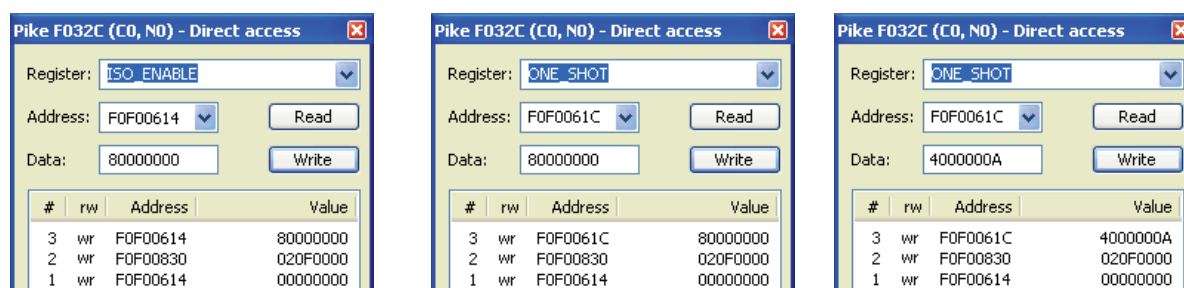 Pike F032C (C0, N0) - Direct access
Register: ISO_ENABLE
Address: F0F00614 Read
Data: 80000000 Write
# rw Address Value
3 wr F0F00614 80000000
2 wr F0F00830 020F0000
1 wr F0F00614 00000000
Pike F032C (C0, N0) - Direct access
Register: ONE_SHOT
Address: F0F0061C Read
Data: 80000000 Write
# rw Address Value
3 wr F0F0061C 80000000
2 wr F0F00830 020F0000
1 wr F0F00614 00000000
Pike F032C (C0, N0) - Direct access
Register: ONE_SHOT
Address: F0F0061C Read
Data: 4000000A Write
# rw Address Value
3 wr F0F0061C 4000000A
2 wr F0F00830 020F0000
1 wr F0F00614 00000000